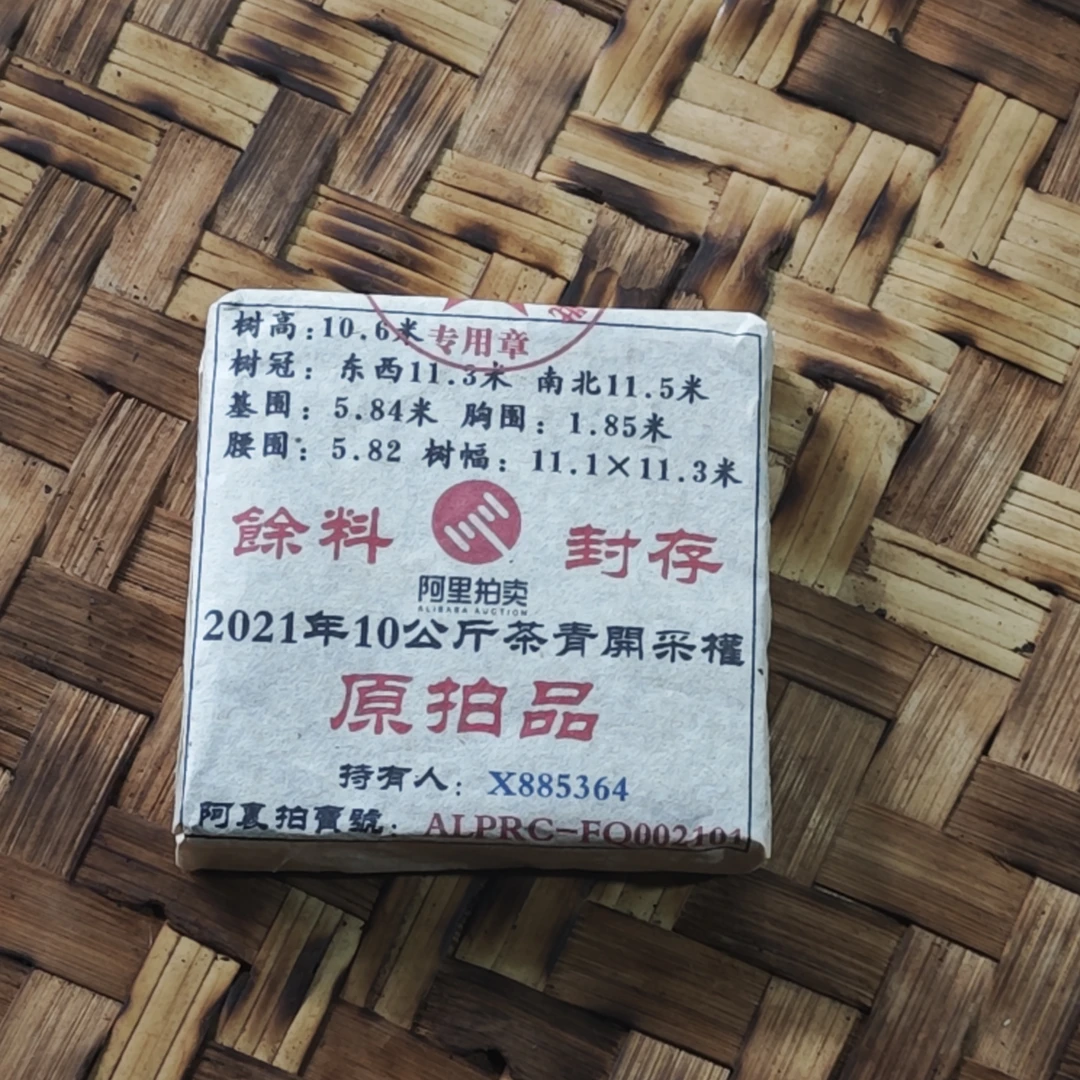 树高:10.6米
专用章
树冠：东西11.3米 南北11.5米
基围：5.84米 胸围：1.85米
腰围：5.82 树幅：11.1×11.3米
餘料 封存
阿里拍卖
ALIBABA AUCTION
2021年10公斤茶青開采權
原拍品
持有人：X885364
阿裏拍賣號：ALPRC-FQ002101